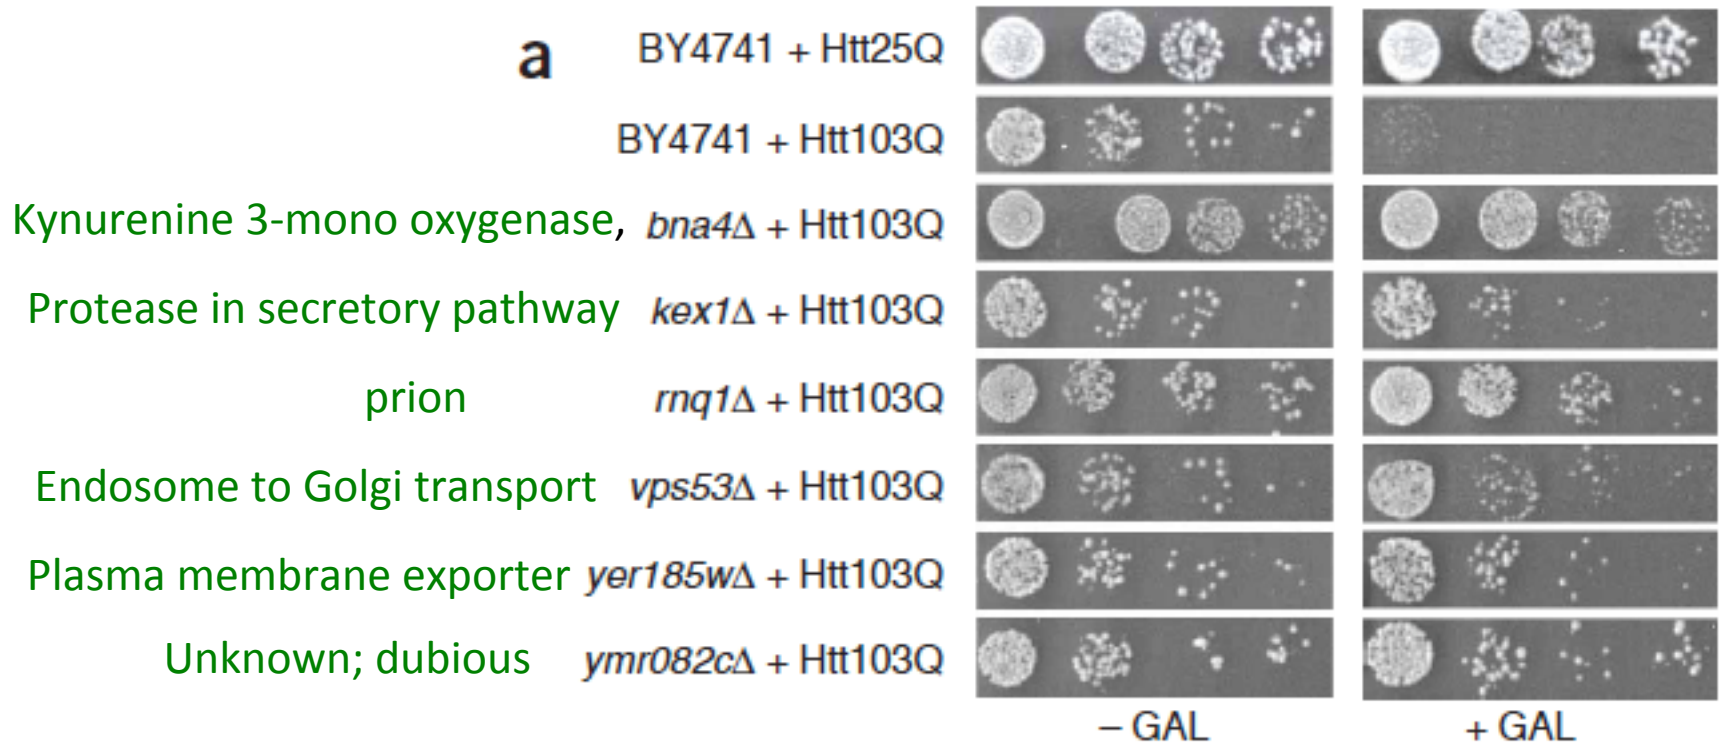 a
BY4741 + Htt25Q
BY4741 + Htt103Q
Kynurenine 3-mono oxygenase, bna4Δ + Htt103Q
Protease in secretory pathway kex1Δ + Htt103Q
prion rnq1Δ + Htt103Q
Endosome to Golgi transport vps53Δ + Htt103Q
Plasma membrane exporter yer185wΔ + Htt103Q
Unknown; dubious ymr082cΔ + Htt103Q
– GAL + GAL